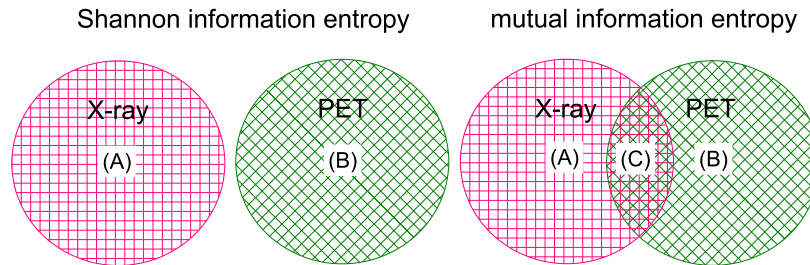 Shannon information entropy
mutual information entropy
X-ray
PET
X-ray
PET
(A)
(B)
(A)
(C)
(B)